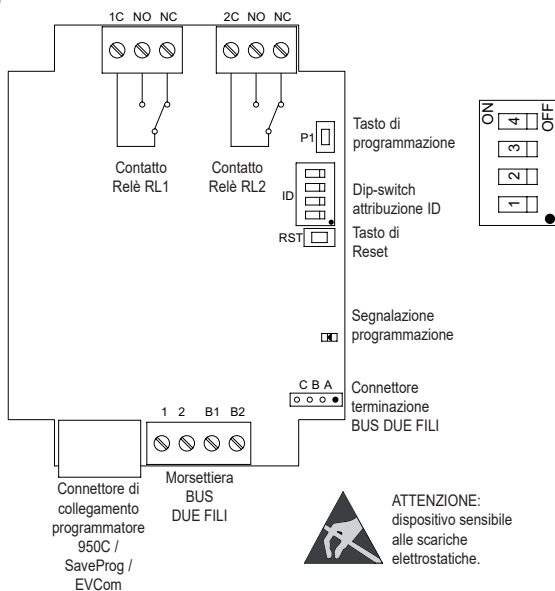 1C NO NC
2C NO NC
Contatto
Relè RL1
Contatto
Relè RL2
P1
Tasto di
programmazione
ID
Dip-switch
attribuzione ID
RST
Tasto di
Reset
ON
OFF
4
3
2
1
Segnalazione
programmazione
C B A
Connettore
terminazione
BUS DUE FILI
1 2 B1 B2
Connettore di
collegamento
programmatore
950C /
SaveProg /
EVCom
Morsettiera
BUS
DUE FILI
ATTENZIONE:
dispositivo sensibile
alle scariche
elettrostatiche.